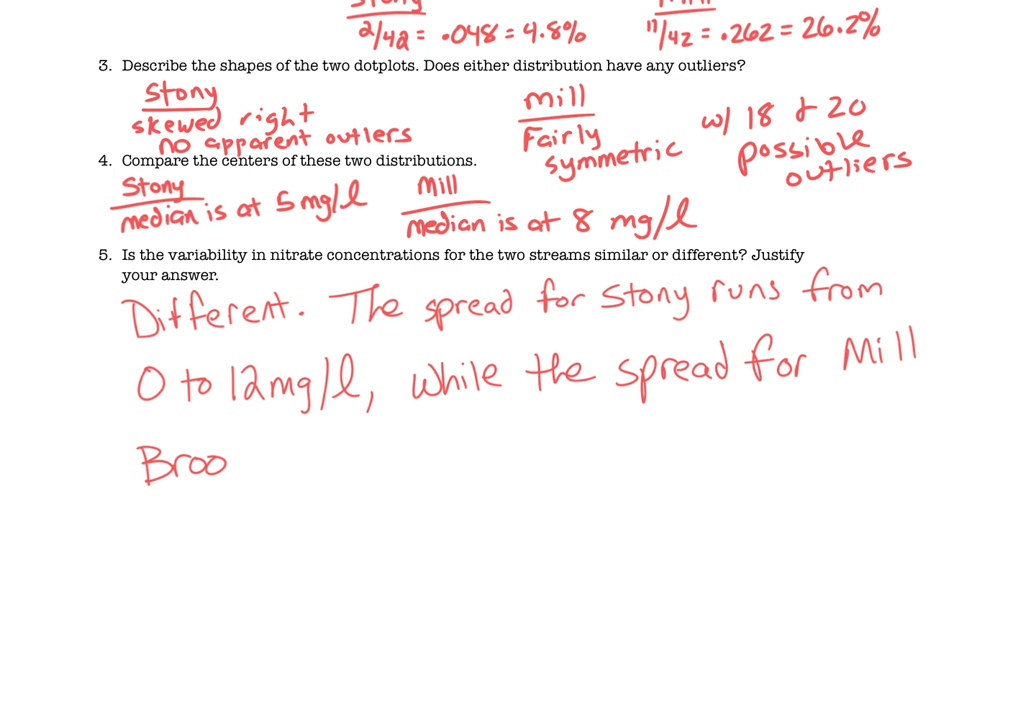 Stony
2/42 = .048 = 4.8%
11/42 = .262 = 26.2%
3. Describe the shapes of the two dotplots. Does either distribution have any outliers?
Stony
skewed right
no apparent outlers
Mill
Fairly
symmetric
w/ 18 & 20
possible
outliers
4. Compare the centers of these two distributions.
Stony
median is at 5 mg/l
Mill
median is at 8 mg/l
5. Is the variability in nitrate concentrations for the two streams similar or different? Justify
your answer.
Different. The spread for Stony runs from
0 to 12 mg/l, while the spread for Mill
Broo